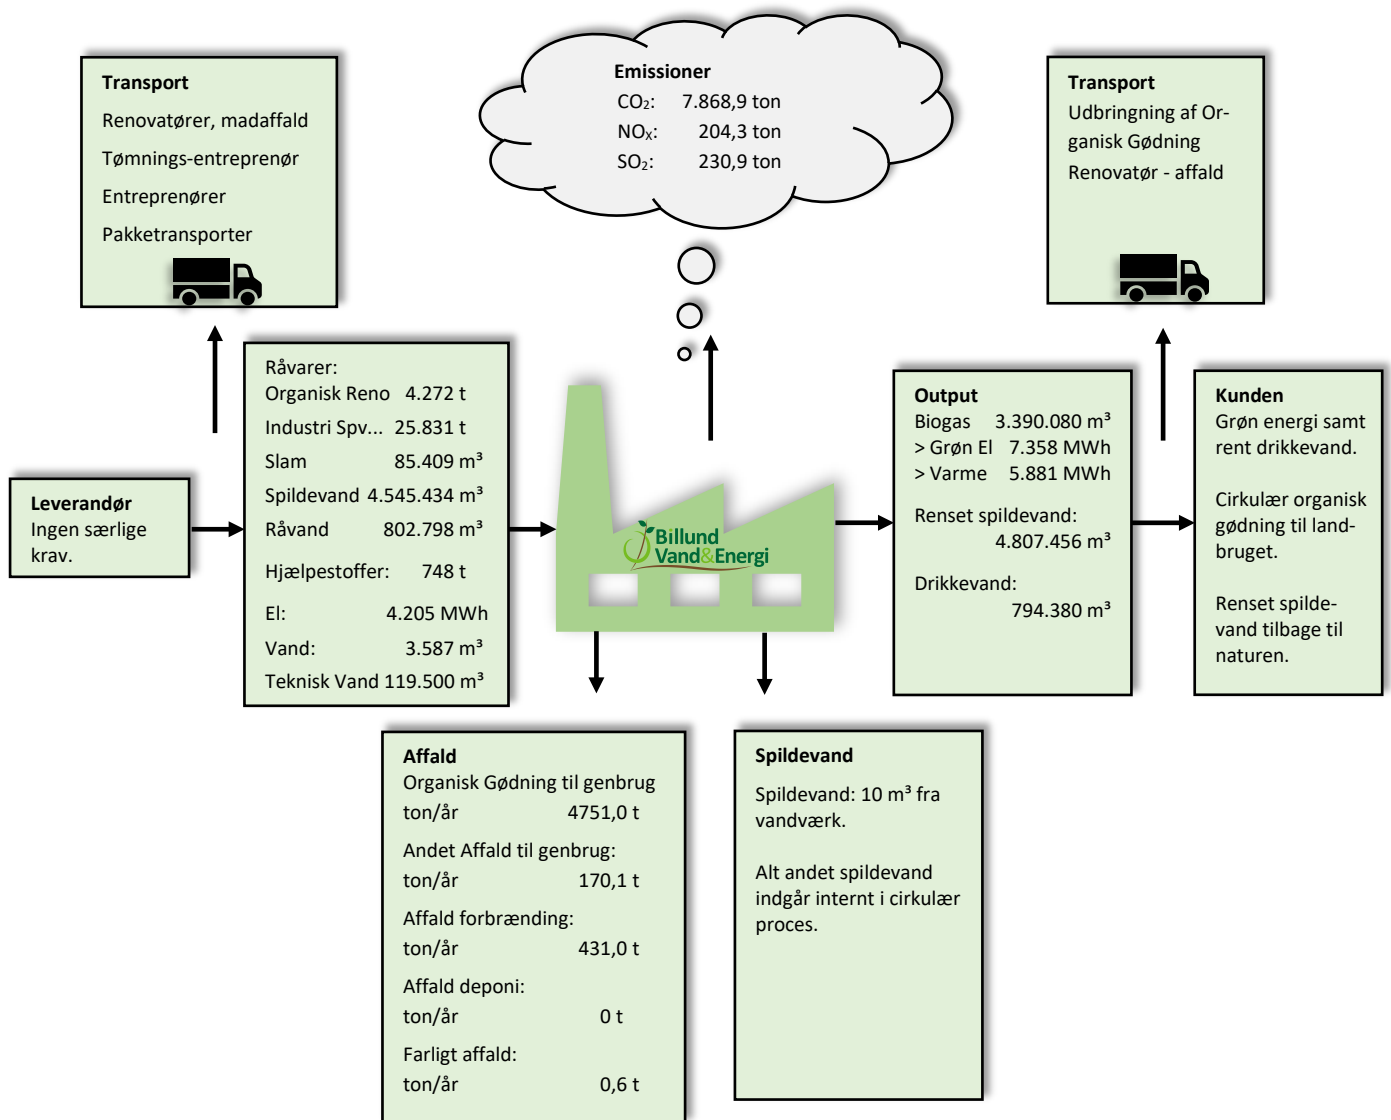 Transport
Renovatører, madaffald
Tømnings-entreprenør
Entreprenører
Pakketransporter
Emissioner
CO₂: 7.868,9 ton
NOₓ: 204,3 ton
SO₂: 230,9 ton
Transport
Udbringning af Or-
ganisk Gødning
Renovatør - affald
Leverandør
Ingen særlige
krav.
Råvarer:
Organisk Reno 4.272 t
Industri Spv... 25.831 t
Slam 85.409 m³
Spildevand 4.545.434 m³
Råvand 802.798 m³
Hjælpestoffer: 748 t
El: 4.205 MWh
Vand: 3.587 m³
Teknisk Vand 119.500 m³
Billund
Vand&Energi
Output
Biogas 3.390.080 m³
> Grøn El 7.358 MWh
> Varme 5.881 MWh
Renset spildevand:
4.807.456 m³
Drikkevand:
794.380 m³
Kunden
Grøn energi samt
rent drikkevand.
Cirkulær organisk
gødning til land-
bruget.
Renset spilde-
vand tilbage til
naturen.
Affald
Organisk Gødning til genbrug
ton/år 4751,0 t
Andet Affald til genbrug:
ton/år 170,1 t
Affald forbrænding:
ton/år 431,0 t
Affald deponi:
ton/år 0 t
Farligt affald:
ton/år 0,6 t
Spildevand
Spildevand: 10 m³ fra
vandværk.
Alt andet spildevand
indgår internt i cirkulær
proces.